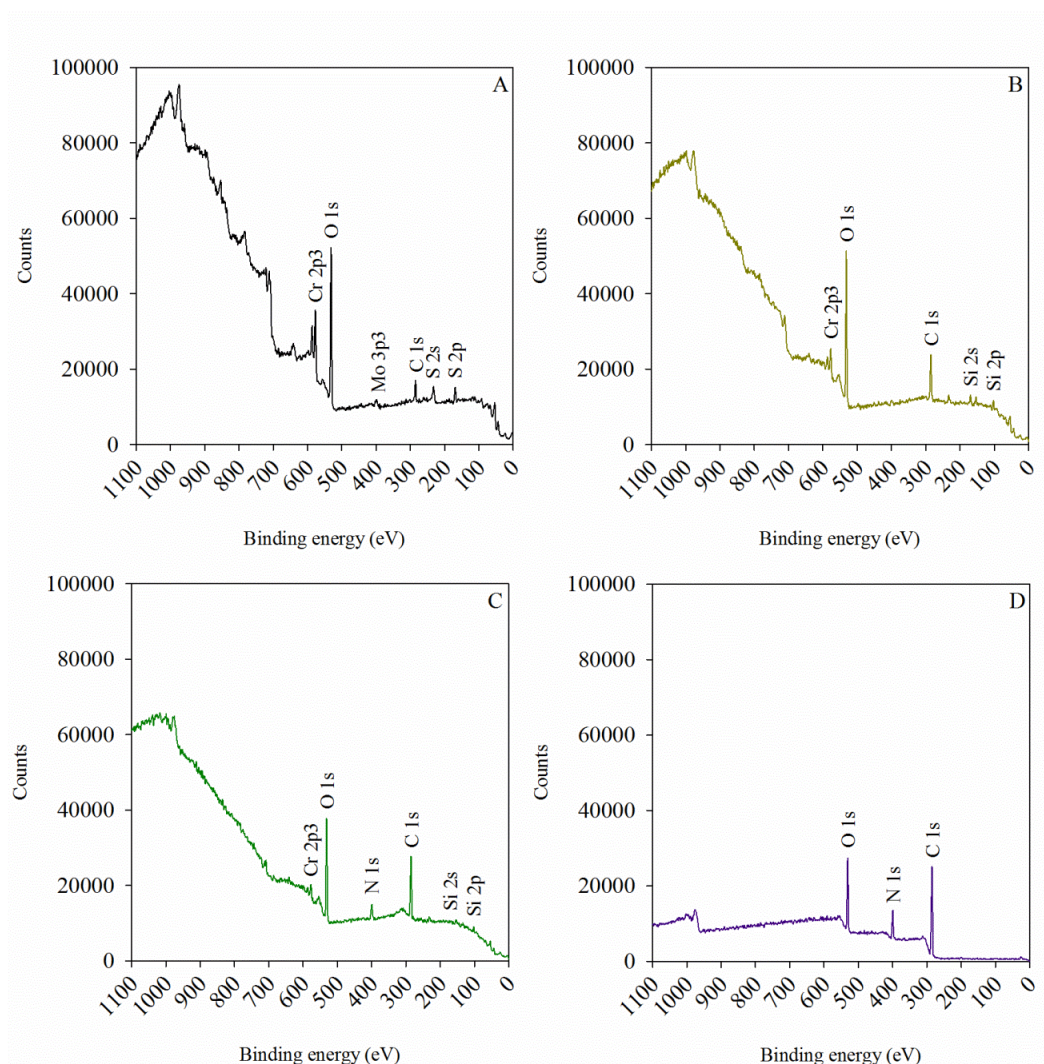 A
100000
80000
60000
40000
20000
0
Counts
Cr 2p3
O 1s
Mo 3p3
C 1s
S 2s
S 2p
1100
1000
900
800
700
600
500
400
300
200
100
0
Binding energy (eV)
B
100000
80000
60000
40000
20000
0
Counts
Cr 2p3
O 1s
C 1s
Si 2s
Si 2p
1100
1000
900
800
700
600
500
400
300
200
100
0
Binding energy (eV)
C
100000
80000
60000
40000
20000
0
Counts
Cr 2p3
O 1s
N 1s
C 1s
Si 2s
Si 2p
1100
1000
900
800
700
600
500
400
300
200
100
0
Binding energy (eV)
D
100000
80000
60000
40000
20000
0
Counts
O 1s
N 1s
C 1s
1100
1000
900
800
700
600
500
400
300
200
100
0
Binding energy (eV)